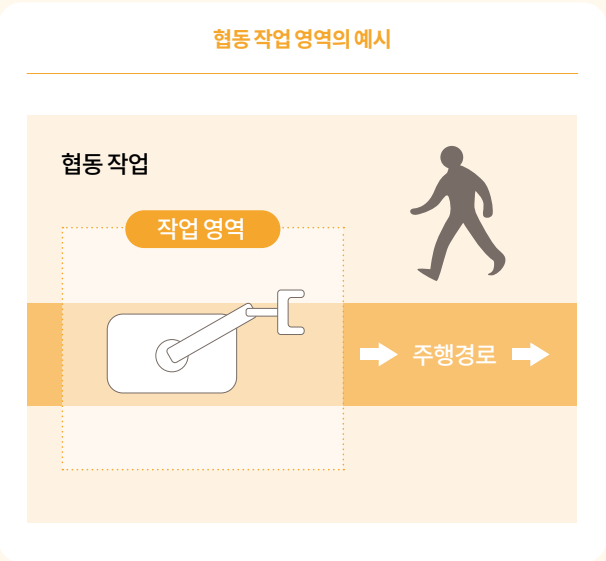 협동 작업 영역의 예시
협동 작업
작업 영역
주행경로